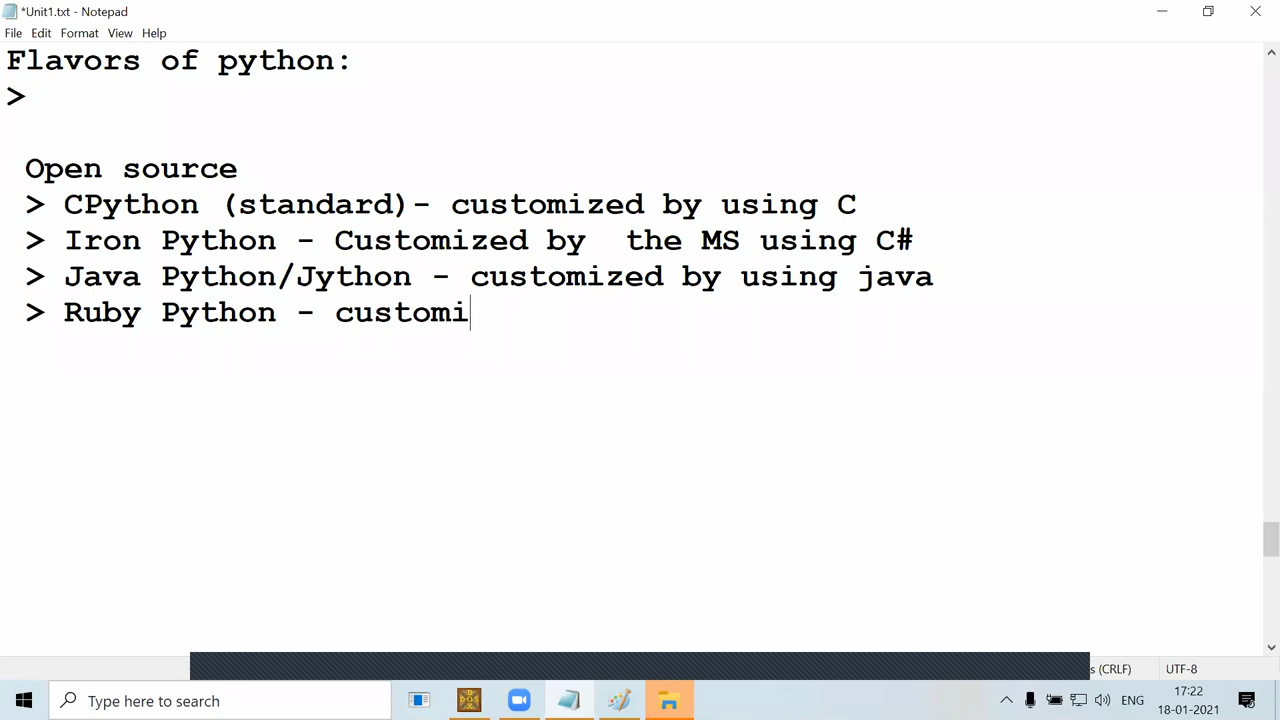 *Unit1.txt - Notepad
File Edit Format View Help
Flavors of python:
>
Open source
> CPython (standard)- customized by using C
> Iron Python - Customized by  the MS using C#
> Java Python/Jython - customized by using java
> Ruby Python - customi
(CRLF) UTF-8
Type here to search
DOS
ENG
17:22
18-01-2021